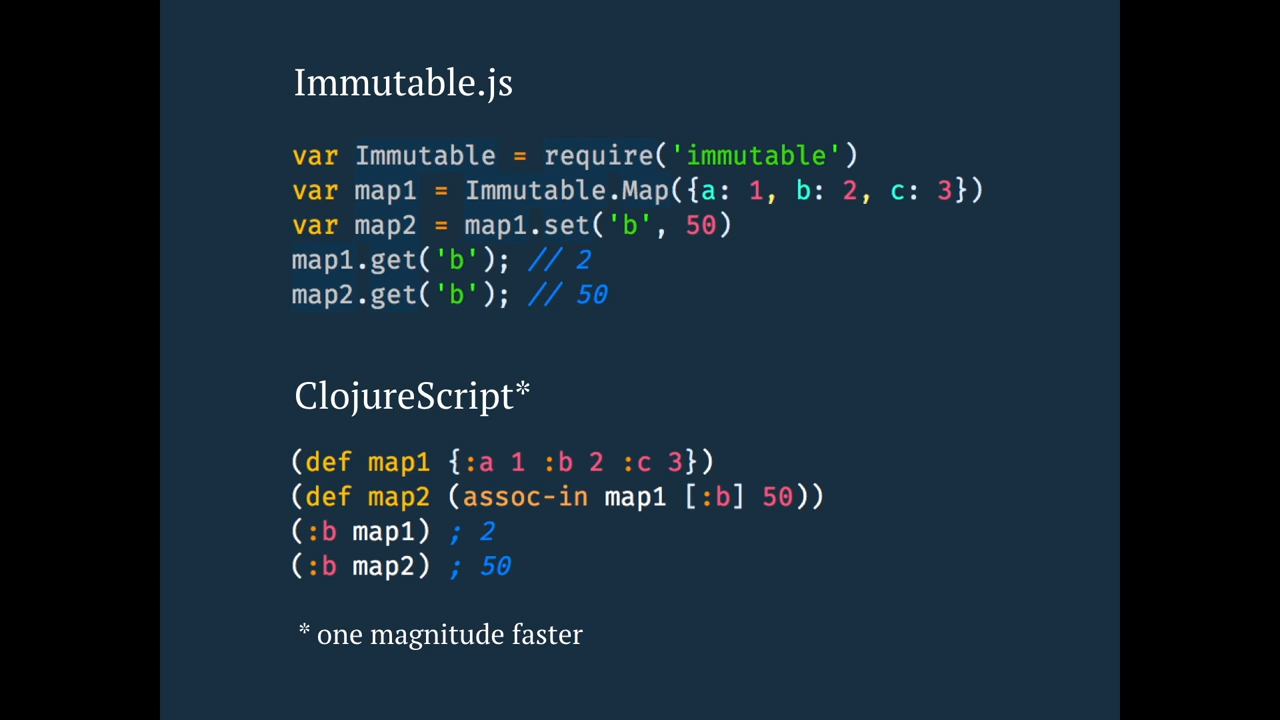 Immutable.js
var Immutable = require('immutable')
var map1 = Immutable.Map({a: 1, b: 2, c: 3})
var map2 = map1.set('b', 50)
map1.get('b'); // 2
map2.get('b'); // 50
ClojureScript*
(def map1 {:a 1 :b 2 :c 3})
(def map2 (assoc-in map1 [:b] 50))
(:b map1) ; 2
(:b map2) ; 50
* one magnitude faster